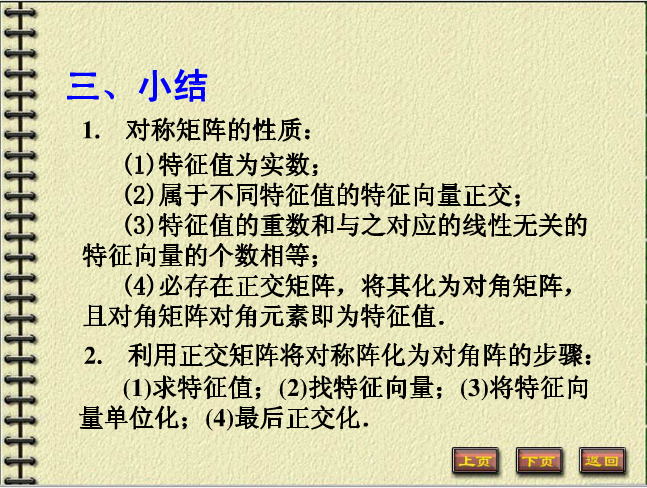 三、小结
1. 对称矩阵的性质：
(1)特征值为实数；
(2)属于不同特征值的特征向量正交；
(3)特征值的重数和与之对应的线性无关的
特征向量的个数相等；
(4)必存在正交矩阵，将其化为对角矩阵，
且对角矩阵对角元素即为特征值．
2. 利用正交矩阵将对称阵化为对角阵的步骤：
(1)求特征值；(2)找特征向量；(3)将特征向
量单位化；(4)最后正交化．
上页 下页 返回